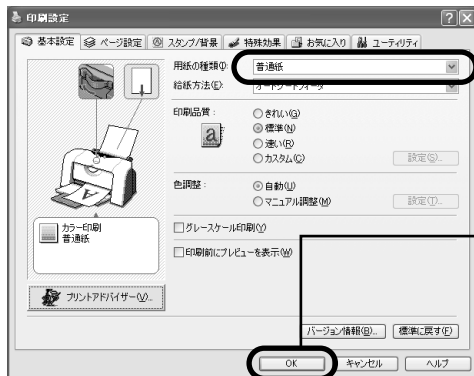 印刷設定
基本設定 ページ設定 スタンプ/背景 特殊効果 お気に入り ユーティリティ
用紙の種類(I): 普通紙
給紙方法(E): オートシートフィーダ
印刷品質:
きれい(G)
標準(N)
速い(R)
カスタム(C) 設定(S)...
色調整:
自動(U)
マニュアル調整(M) 設定(T)...
カラー印刷
普通紙
グレースケール印刷(Y)
印刷前にプレビューを表示(W)
プリントアドバイザー(V)...
バージョン情報(B)... 標準に戻す(F)
OK キャンセル ヘルプ